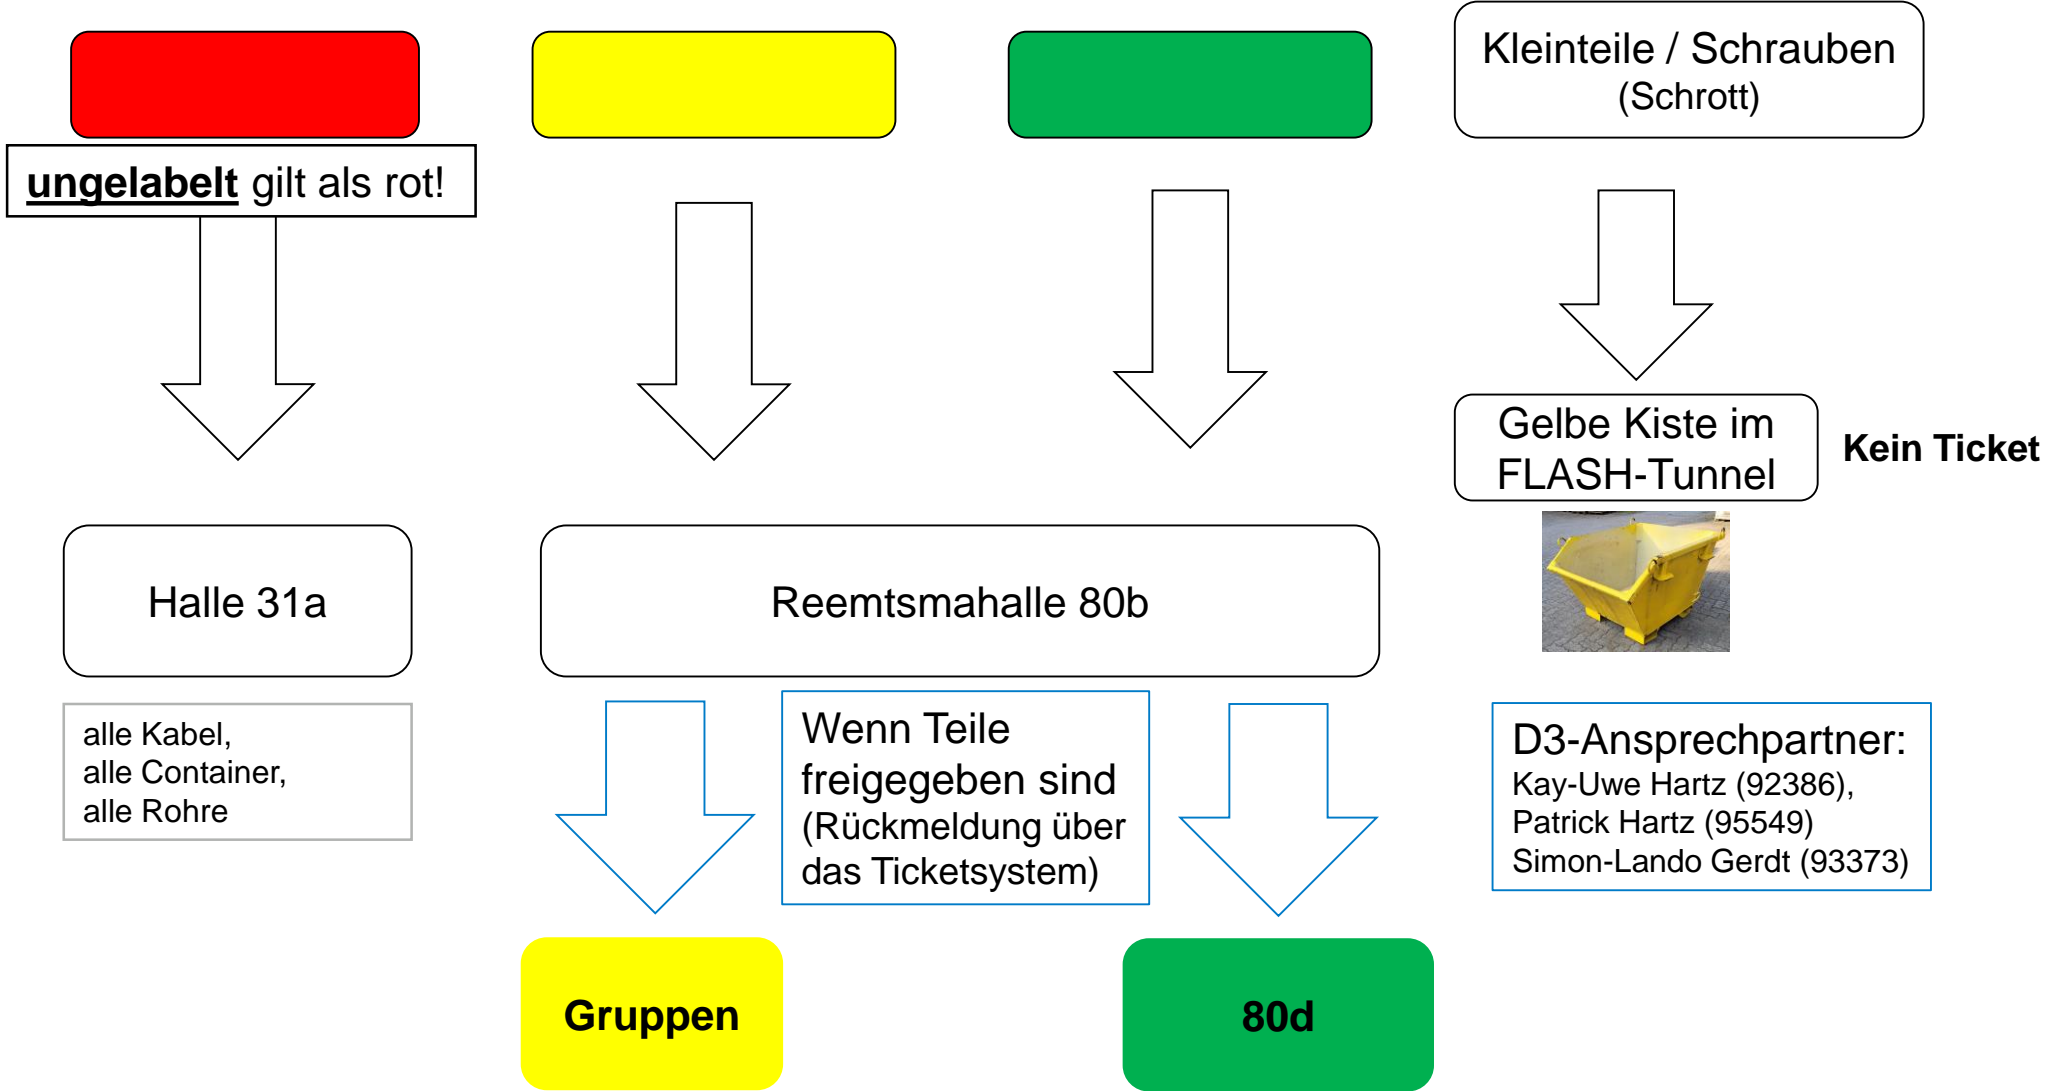 Kleinteile / Schrauben
(Schrott)
ungelabelt gilt als rot!
Gelbe Kiste im
FLASH-Tunnel
Kein Ticket
Halle 31a
Reemtsmahalle 80b
alle Kabel,
alle Container,
alle Rohre
Wenn Teile
freigegeben sind
(Rückmeldung über
das Ticketsystem)
D3-Ansprechpartner:
Kay-Uwe Hartz (92386),
Patrick Hartz (95549)
Simon-Lando Gerdt (93373)
Gruppen
80d